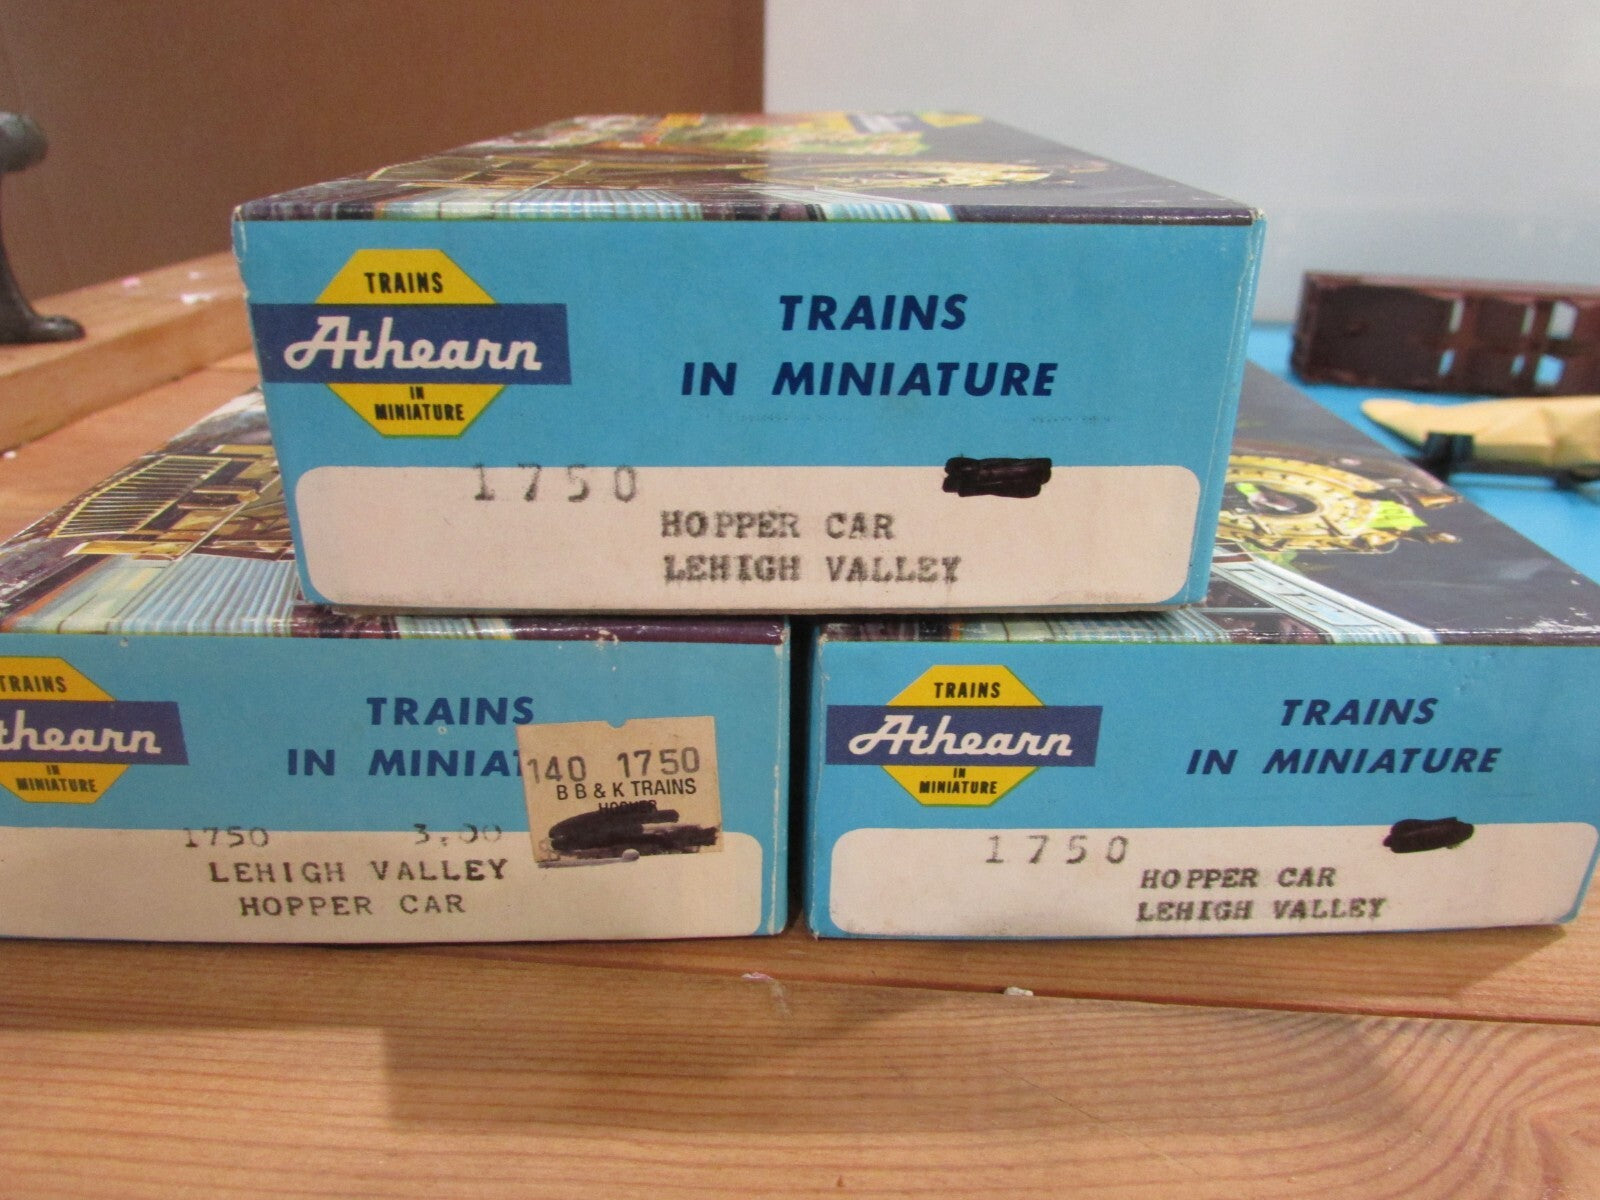 TRAINS
Athearn
IN
MINIATURE
TRAINS
IN MINIATURE
1750
HOPPER CAR
LEHIGH VALLEY
TRAINS
thearn
IN
MINIATURE
TRAINS
IN MINIAT
140 1750
B B & K TRAINS
1750 3.00
LEHIGH VALLEY
HOPPER CAR
TRAINS
Athearn
IN
MINIATURE
TRAINS
IN MINIATURE
1750
HOPPER CAR
LEHIGH VALLEY